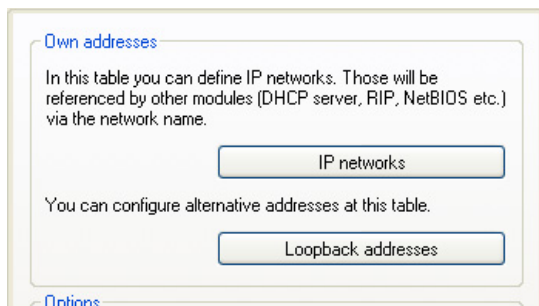 Own addresses
In this table you can define IP networks. Those will be
referenced by other modules (DHCP server, RIP, NetBIOS etc.)
via the network name.
IP networks
You can configure alternative addresses at this table.
Loopback addresses
Options